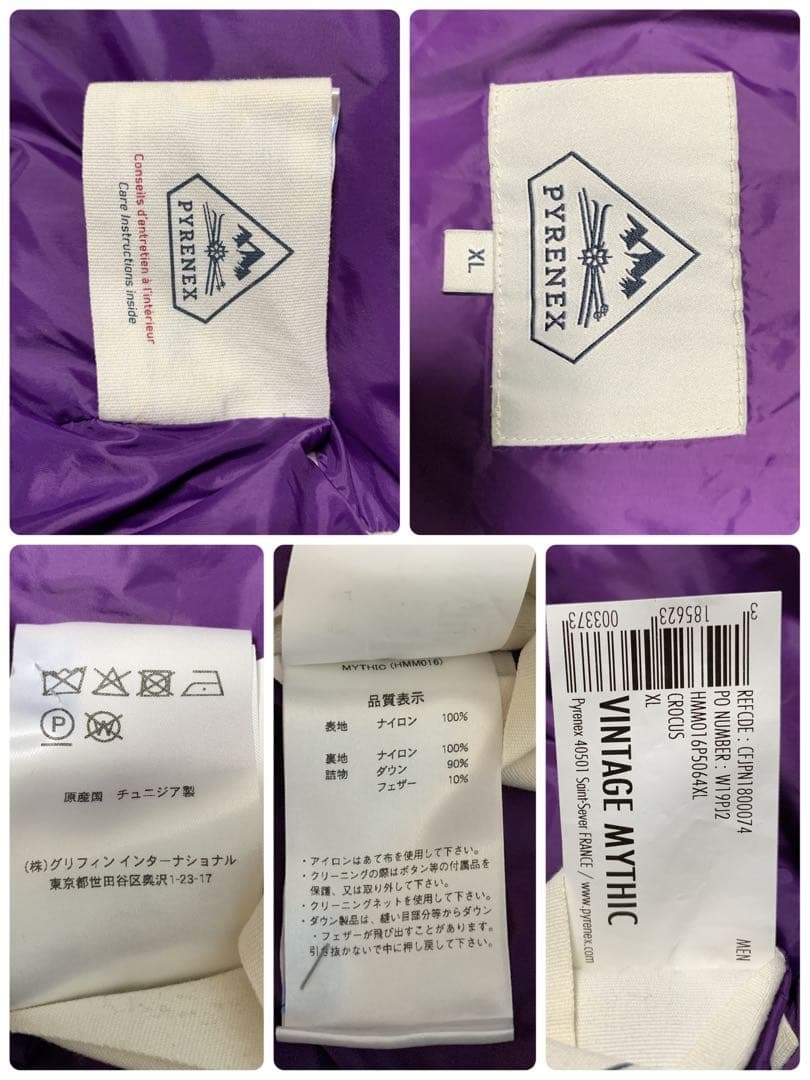 PYRENEX
Conseils d'entretien à l'intérieur
Care Instructions inside
PYRENEX
XL
P
W
原産国 チュニジア製
(株)グリフィン インターナショナル
東京都世田谷区奥沢1-23-17
MYTHIC (HMM016)
品質表示
表地 ナイロン 100%
裏地 ナイロン 100%
詰物 ダウン 90%
フェザー 10%
・アイロンはあて布を使用して下さい。
・クリーニングの際はボタン等の付属品を
保護、又は取り外して下さい。
・クリーニングネットを使用して下さい。
・ダウン製品は、縫い目部分等からダウン
・フェザーが飛び出すことがあります。
引き抜かないで中に押し戻して下さい。
3 185623 003373
REFCDE : CFJPN1800074
PO NUMBER : W19PJ2
HMM016P5064XL
CROCUS
XL
MEN
VINTAGE MYTHIC
Pyrenex 40501 Saint-Sever FRANCE / www.pyrenex.com